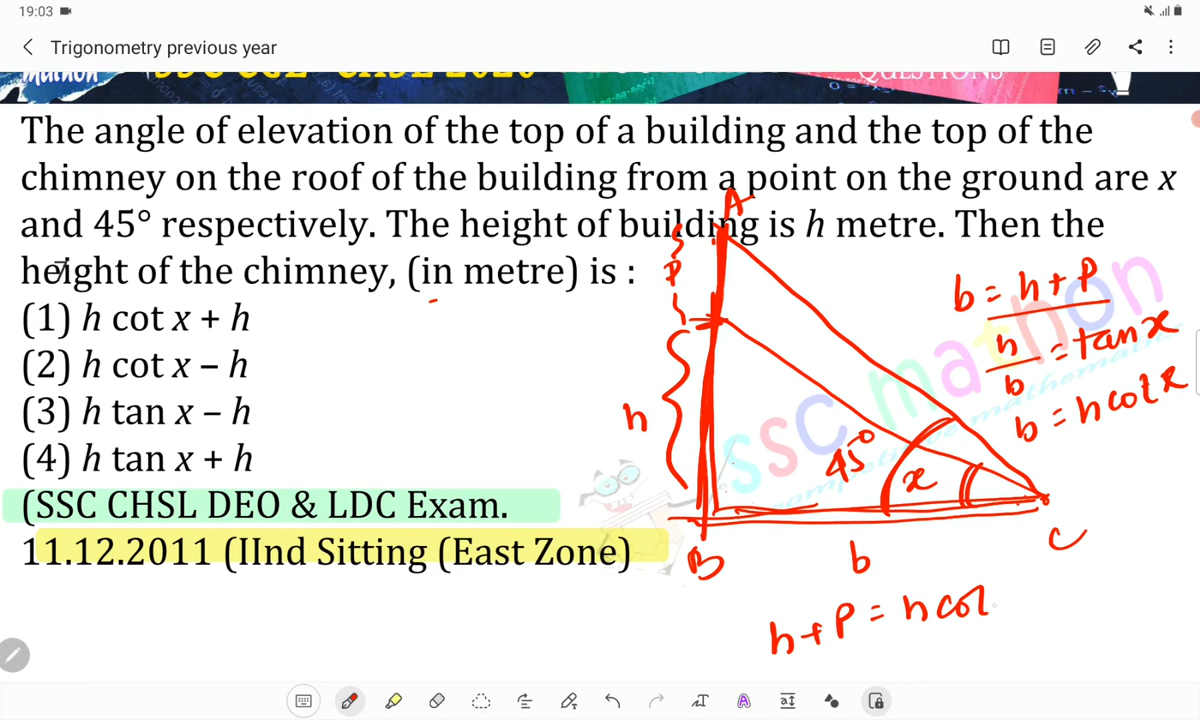 19:03
Trigonometry previous year
QUESTIONS
The angle of elevation of the top of a building and the top of the
chimney on the roof of the building from a point on the ground are x
and 45° respectively. The height of building is h metre. Then the
height of the chimney, (in metre) is :
(1) h cot x + h
(2) h cot x – h
(3) h tan x – h
(4) h tan x + h
(SSC CHSL DEO & LDC Exam.
11.12.2011 (IInd Sitting (East Zone)
A
P
h
45°
x
B
b
C
b = h + P
h/b = tan x
b = h cot x
h + P = h cot
ssc mathon